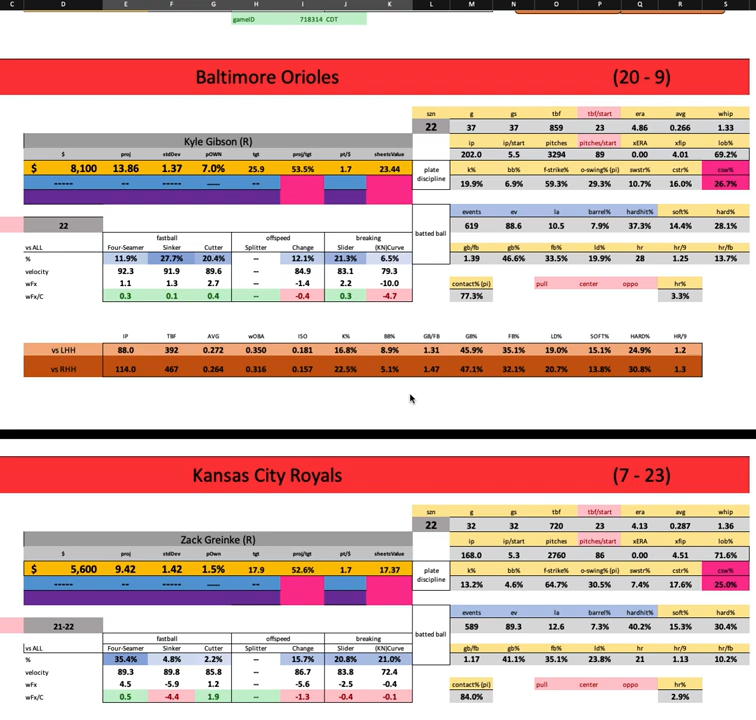 C D E F G H I J K L M N O P Q R S
gameID 718314 CDT
Baltimore Orioles (20 - 9)
szn g gs tbf tbf/start era avg whip
22 37 37 859 23 4.86 0.266 1.33
Kyle Gibson (R) ip ip/start pitches pitches/start xERA xfip lob%
202.0 5.5 3294 89 0.00 4.01 69.2%
$ proj stdDev pOWN tgt proj/tgt pt/$ sheetsValue
$ 8,100 13.86 1.37 7.0% 25.9 53.5% 1.7 23.44
plate discipline k% bb% f-strike% o-swing% (pi) swstr% cstr% csw%
----- -- ----- ---- --
19.9% 6.9% 59.3% 29.3% 10.7% 16.0% 26.7%
events ev la barrel% hardhit% soft% hard%
22 619 88.5 10.5 7.9% 37.3% 14.4% 28.1%
batted ball
fastball offspeed breaking
vs ALL Four-Seamer Sinker Cutter Splitter Change Slider (KN)Curve gb/fb gb% fb% ld% hr hr/9 hr/fb
% 11.9% 27.7% 20.4% -- 12.1% 21.3% 6.5% 1.39 46.6% 33.5% 19.9% 28 1.25 13.7%
velocity 92.3 91.9 89.6 84.9 83.1 79.3
wFx 1.1 1.3 2.7 -1.4 2.2 -10.0 contact% (pi) pull center oppo hr%
wFx/C 0.3 0.1 0.4 -- -0.4 0.3 -4.7 77.3% 3.3%
IP TBF AVG wOBA ISO K% BB% GB/FB GB% FB% LD% SOFT% HARD% HR/9
vs LHH 88.0 392 0.272 0.350 0.181 16.8% 8.9% 1.31 45.9% 35.1% 19.0% 15.1% 24.9% 1.2
vs RHH 114.0 467 0.264 0.316 0.157 22.5% 5.1% 1.47 47.1% 32.1% 20.7% 13.8% 30.8% 1.3
Kansas City Royals (7 - 23)
szn g gs tbf tbf/start era avg whip
22 32 32 720 23 4.13 0.287 1.36
Zack Greinke (R) ip ip/start pitches pitches/start xERA xfip lob%
168.0 5.3 2760 86 0.00 4.51 71.6%
$ proj stdDev pOwn tgt proj/tgt pt/$ sheetsValue
$ 5,600 9.42 1.42 1.5% 17.9 52.6% 1.7 17.37
plate discipline k% bb% f-strike% o-swing% (pi) swstr% cstr% csw%
----- -- ----- ---- --
13.2% 4.6% 64.7% 30.5% 7.4% 17.6% 25.0%
events ev la barrel% hardhit% soft% hard%
21-22 589 89.3 12.6 7.3% 40.2% 15.3% 30.4%
batted ball
fastball offspeed breaking
vs ALL Four-Seamer Sinker Cutter Splitter Change Slider (KN)Curve gb/fb gb% fb% ld% hr hr/9 hr/fb
% 35.4% 4.8% 2.2% -- 15.7% 20.8% 21.0% 1.17 41.1% 35.1% 23.8% 21 1.13 10.2%
velocity 89.3 89.8 85.8 86.7 83.8 72.4
wFx 4.5 -5.9 1.2 -5.6 -2.5 -0.4 contact% (pi) pull center oppo hr%
wFx/C 0.5 -4.4 1.9 -- -1.3 -0.4 -0.1 84.0% 2.9%